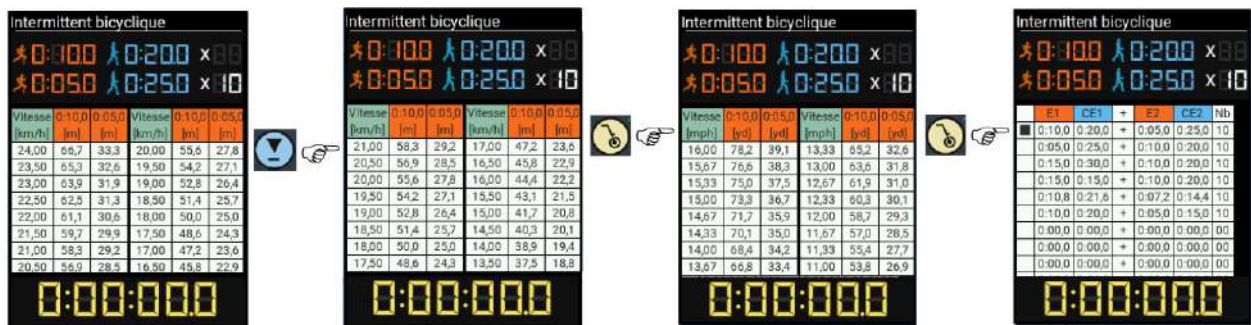 Intermittent bicyclique
0:10.0 0:20.0 x
0:05.0 0:25.0 x 10
Vitesse 0:10,0 0:05,0 Vitesse 0:10,0 0:05,0
[km/h] [m] [m] [km/h] [m] [m]
24,00 66,7 33,3 20,00 55,6 27,8
23,50 65,3 32,6 19,50 54,2 27,1
23,00 63,9 31,9 19,00 52,8 26,4
22,50 62,5 31,3 18,50 51,4 25,7
22,00 61,1 30,6 18,00 50,0 25,0
21,50 59,7 29,9 17,50 48,6 24,3
21,00 58,3 29,2 17,00 47,2 23,6
20,50 56,9 28,5 16,50 45,8 22,9
0:00:00.0
Intermittent bicyclique
0:10.0 0:20.0 x
0:05.0 0:25.0 x 10
Vitesse 0:10,0 0:05,0 Vitesse 0:10,0 0:05,0
[km/h] [m] [m] [km/h] [m] [m]
21,00 58,3 29,2 17,00 47,2 23,6
20,50 56,9 28,5 16,50 45,8 22,9
20,00 55,6 27,8 16,00 44,4 22,2
19,50 54,2 27,1 15,50 43,1 21,5
19,00 52,8 26,4 15,00 41,7 20,8
18,50 51,4 25,7 14,50 40,3 20,1
18,00 50,0 25,0 14,00 38,9 19,4
17,50 48,6 24,3 13,50 37,5 18,8
0:00:00.0
Intermittent bicyclique
0:10.0 0:20.0 x
0:05.0 0:25.0 x 10
Vitesse 0:10,0 0:05,0 Vitesse 0:10,0 0:05,0
[mph] [yd] [yd] [mph] [yd] [yd]
16,00 78,2 39,1 13,33 65,2 32,6
15,67 76,6 38,3 13,00 63,6 31,8
15,33 75,0 37,5 12,67 61,9 31,0
15,00 73,3 36,7 12,33 60,3 30,1
14,67 71,7 35,9 12,00 58,7 29,3
14,33 70,1 35,0 11,67 57,0 28,5
14,00 68,4 34,2 11,33 55,4 27,7
13,67 66,8 33,4 11,00 53,8 26,9
0:00:00.0
Intermittent bicyclique
0:10.0 0:20.0 x
0:05.0 0:25.0 x 10
E1 CE1 + E2 CE2 Nb
0:10,0 0:20,0 + 0:05,0 0:25,0 10
0:05,0 0:25,0 + 0:10,0 0:20,0 10
0:15,0 0:30,0 + 0:10,0 0:20,0 10
0:15,0 0:15,0 + 0:10,0 0:20,0 10
0:10,8 0:21,6 + 0:07,2 0:14,4 10
0:10,0 0:20,0 + 0:05,0 0:15,0 10
0:00,0 0:00,0 + 0:00,0 0:00,0 00
0:00,0 0:00,0 + 0:00,0 0:00,0 00
0:00,0 0:00,0 + 0:00,0 0:00,0 00
0:00:00.0